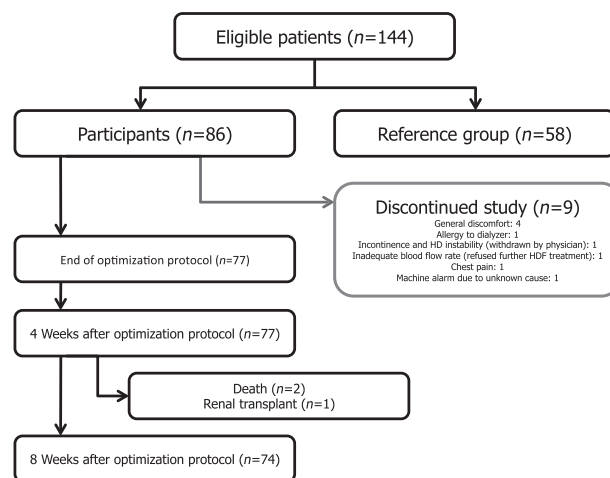 Eligible patients (n=144)
Participants (n=86)
Reference group (n=58)
Discontinued study (n=9)
General discomfort: 4
Allergy to dialyzer: 1
Incontinence and HD instability (withdrawn by physician): 1
Inadequate blood flow rate (refused further HDF treatment): 1
Chest pain: 1
Machine alarm due to unknown cause: 1
End of optimization protocol (n=77)
4 Weeks after optimization protocol (n=77)
Death (n=2)
Renal transplant (n=1)
8 Weeks after optimization protocol (n=74)